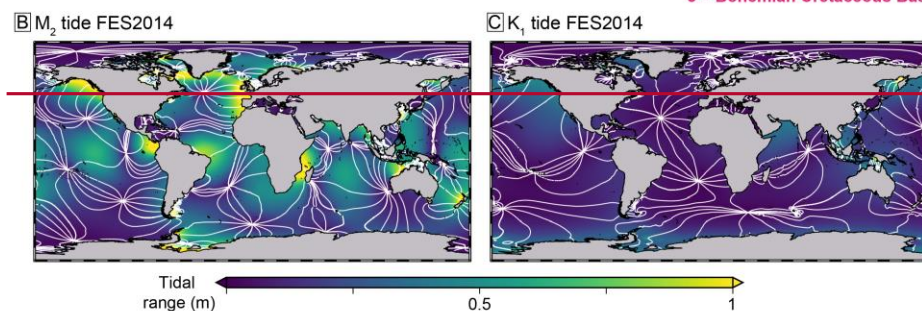 B M₂ tide FES2014
C K₁ tide FES2014
Tidal
range (m)
0.5
1